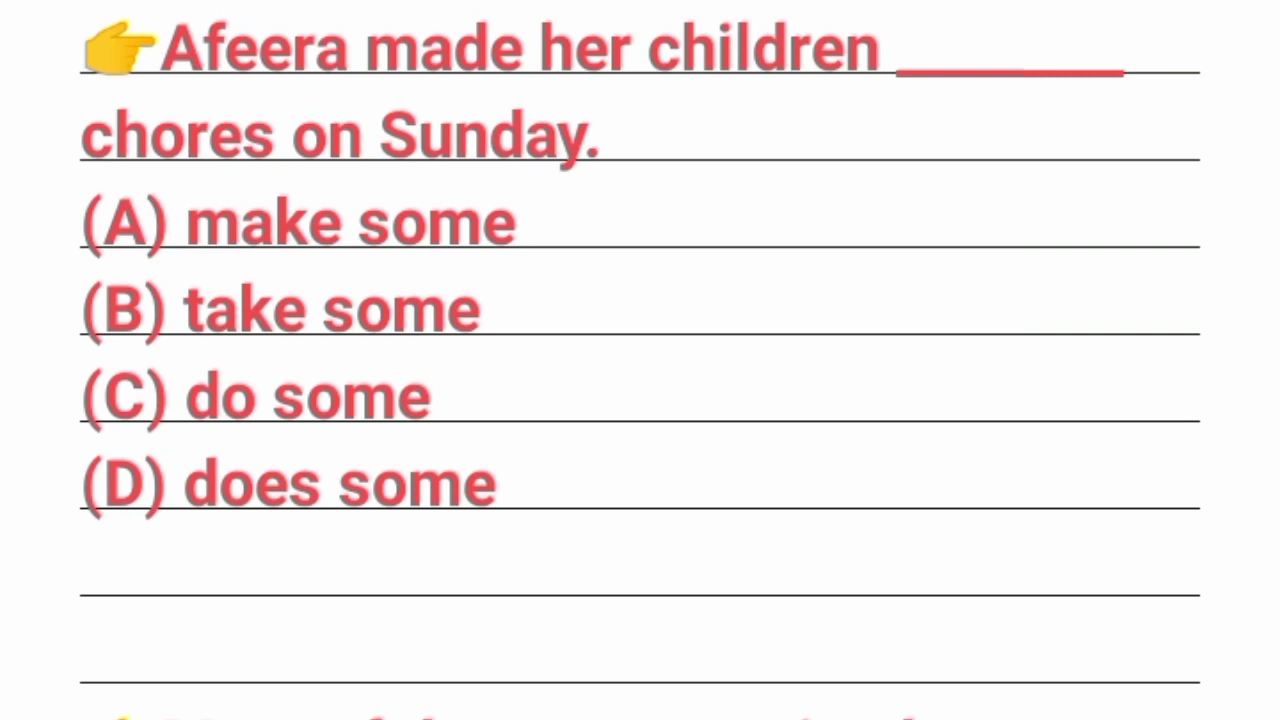 👉Afeera made her children ________
chores on Sunday.
(A) make some
(B) take some
(C) do some
(D) does some